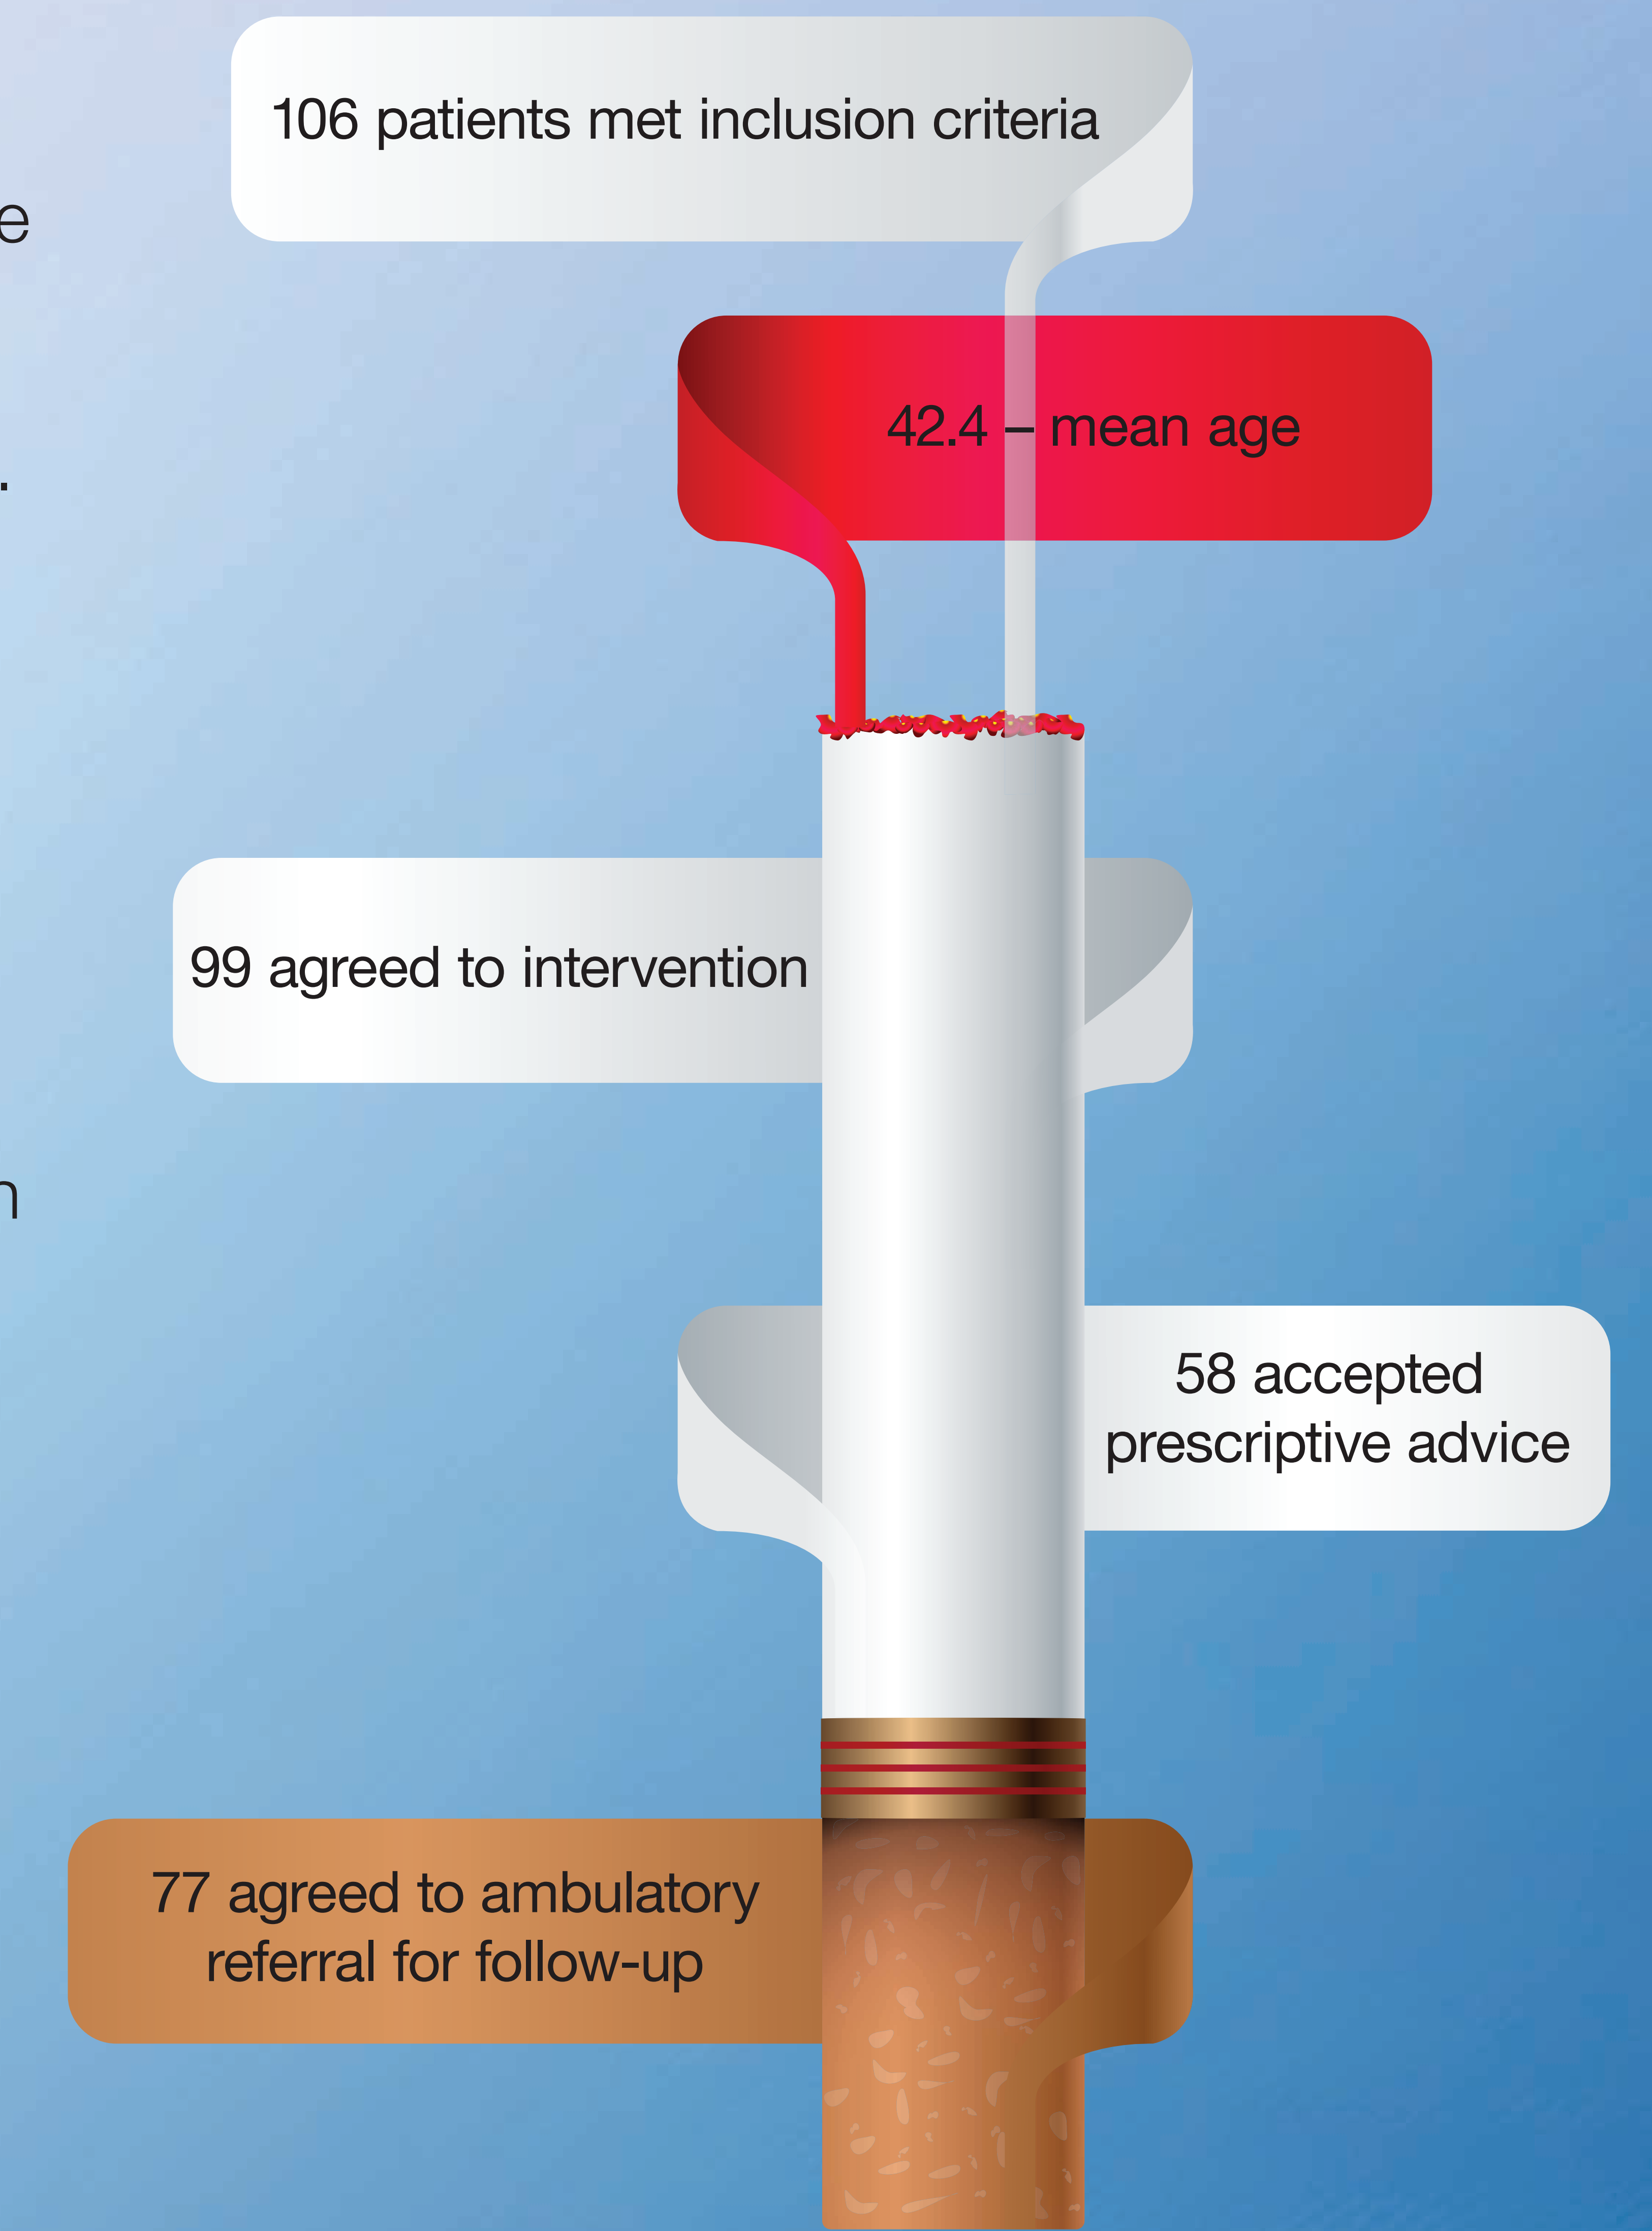 106 patients met inclusion criteria
e
42.4 – mean age
.
99 agreed to intervention
n
58 accepted
prescriptive advice
77 agreed to ambulatory
referral for follow-up